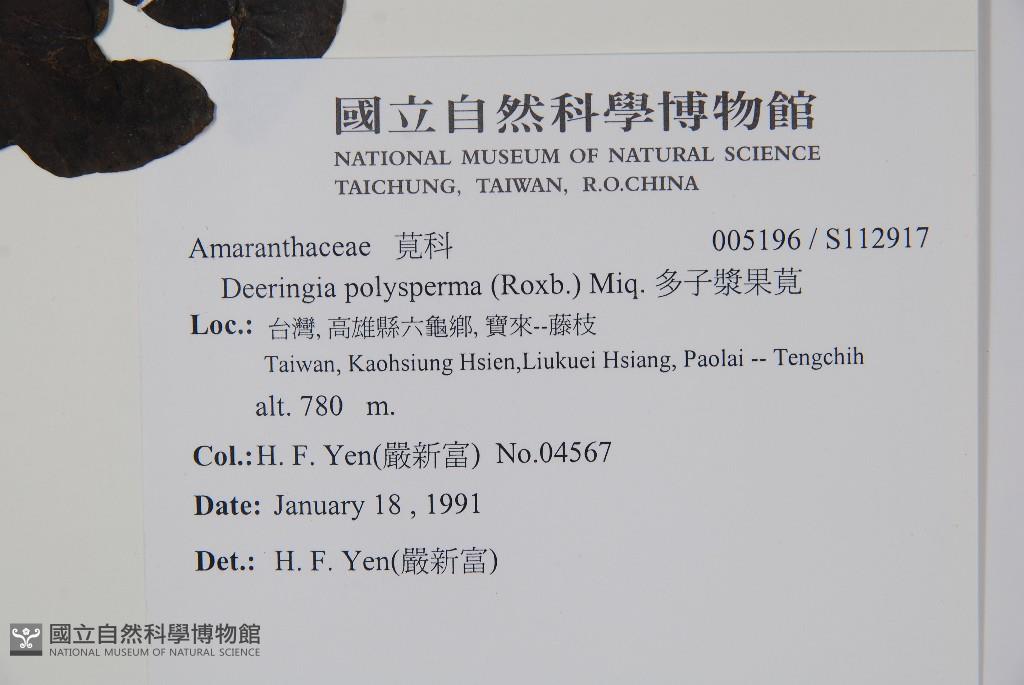 國立自然科學博物館
NATIONAL MUSEUM OF NATURAL SCIENCE
TAICHUNG, TAIWAN, R.O.CHINA
Amaranthaceae 莧科 005196 / S112917
Deeringia polysperma (Roxb.) Miq. 多子漿果莧
Loc.: 台灣, 高雄縣六龜鄉, 寶來--藤枝
Taiwan, Kaohsiung Hsien,Liukuei Hsiang, Paolai -- Tengchih
alt. 780 m.
Col.:H. F. Yen(嚴新富) No.04567
Date: January 18 , 1991
Det.: H. F. Yen(嚴新富)
國立自然科學博物館
NATIONAL MUSEUM OF NATURAL SCIENCE